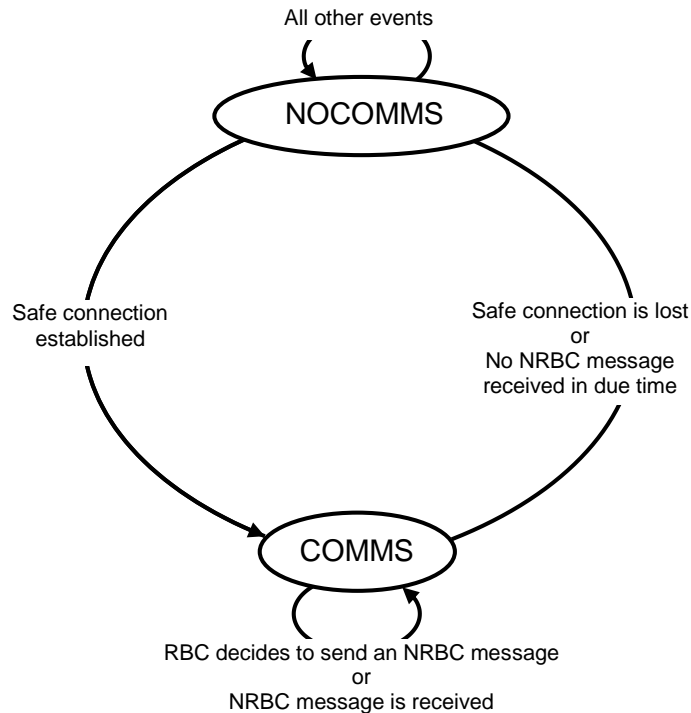 All other events
NOCOMMS
Safe connection
established
Safe connection is lost
or
No NRBC message
received in due time
COMMS
RBC decides to send an NRBC message
or
NRBC message is received